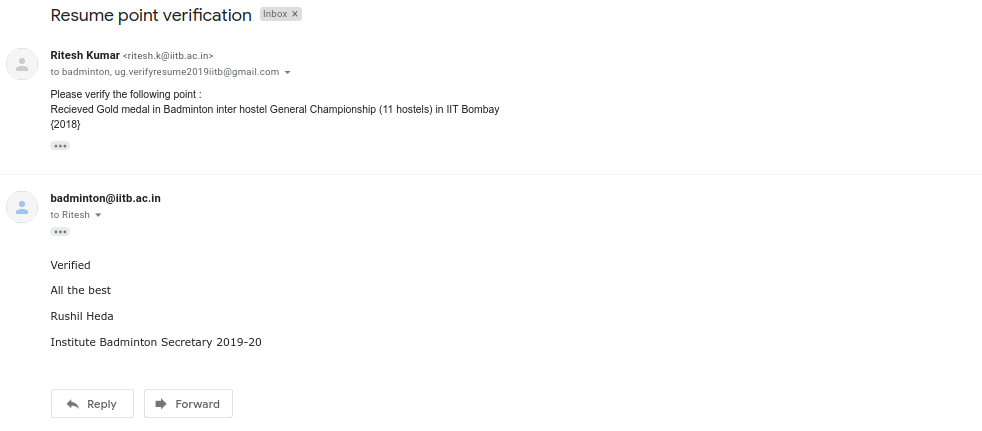 Resume point verification Inbox ×
Ritesh Kumar <ritesh.k@iitb.ac.in>
to badminton, ug.verifyresume2019iitb@gmail.com
Please verify the following point :
Recieved Gold medal in Badminton inter hostel General Championship (11 hostels) in IIT Bombay
{2018}
badminton@iitb.ac.in
to Ritesh
Verified
All the best
Rushil Heda
Institute Badminton Secretary 2019-20
Reply Forward